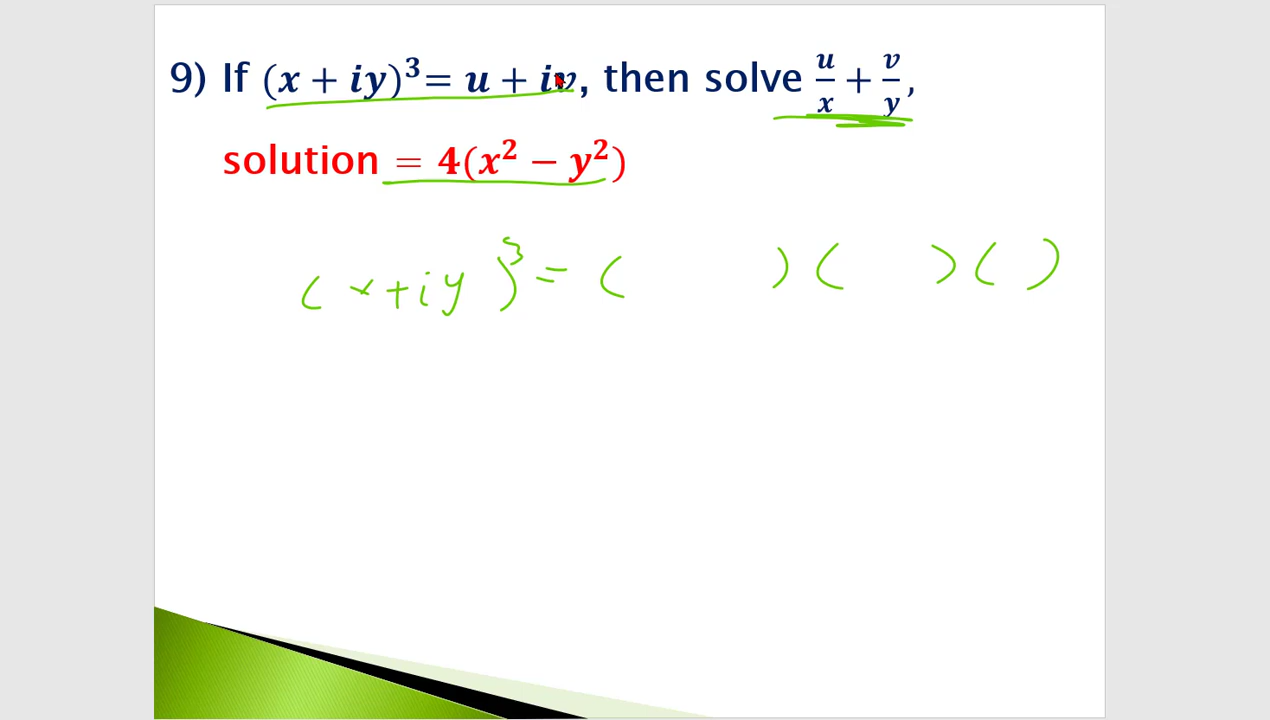 9) If (x + iy)³= u + iv, then solve u/x + v/y,
solution = 4(x² − y²)
( x+iy )³ = (      ) (      ) (   )